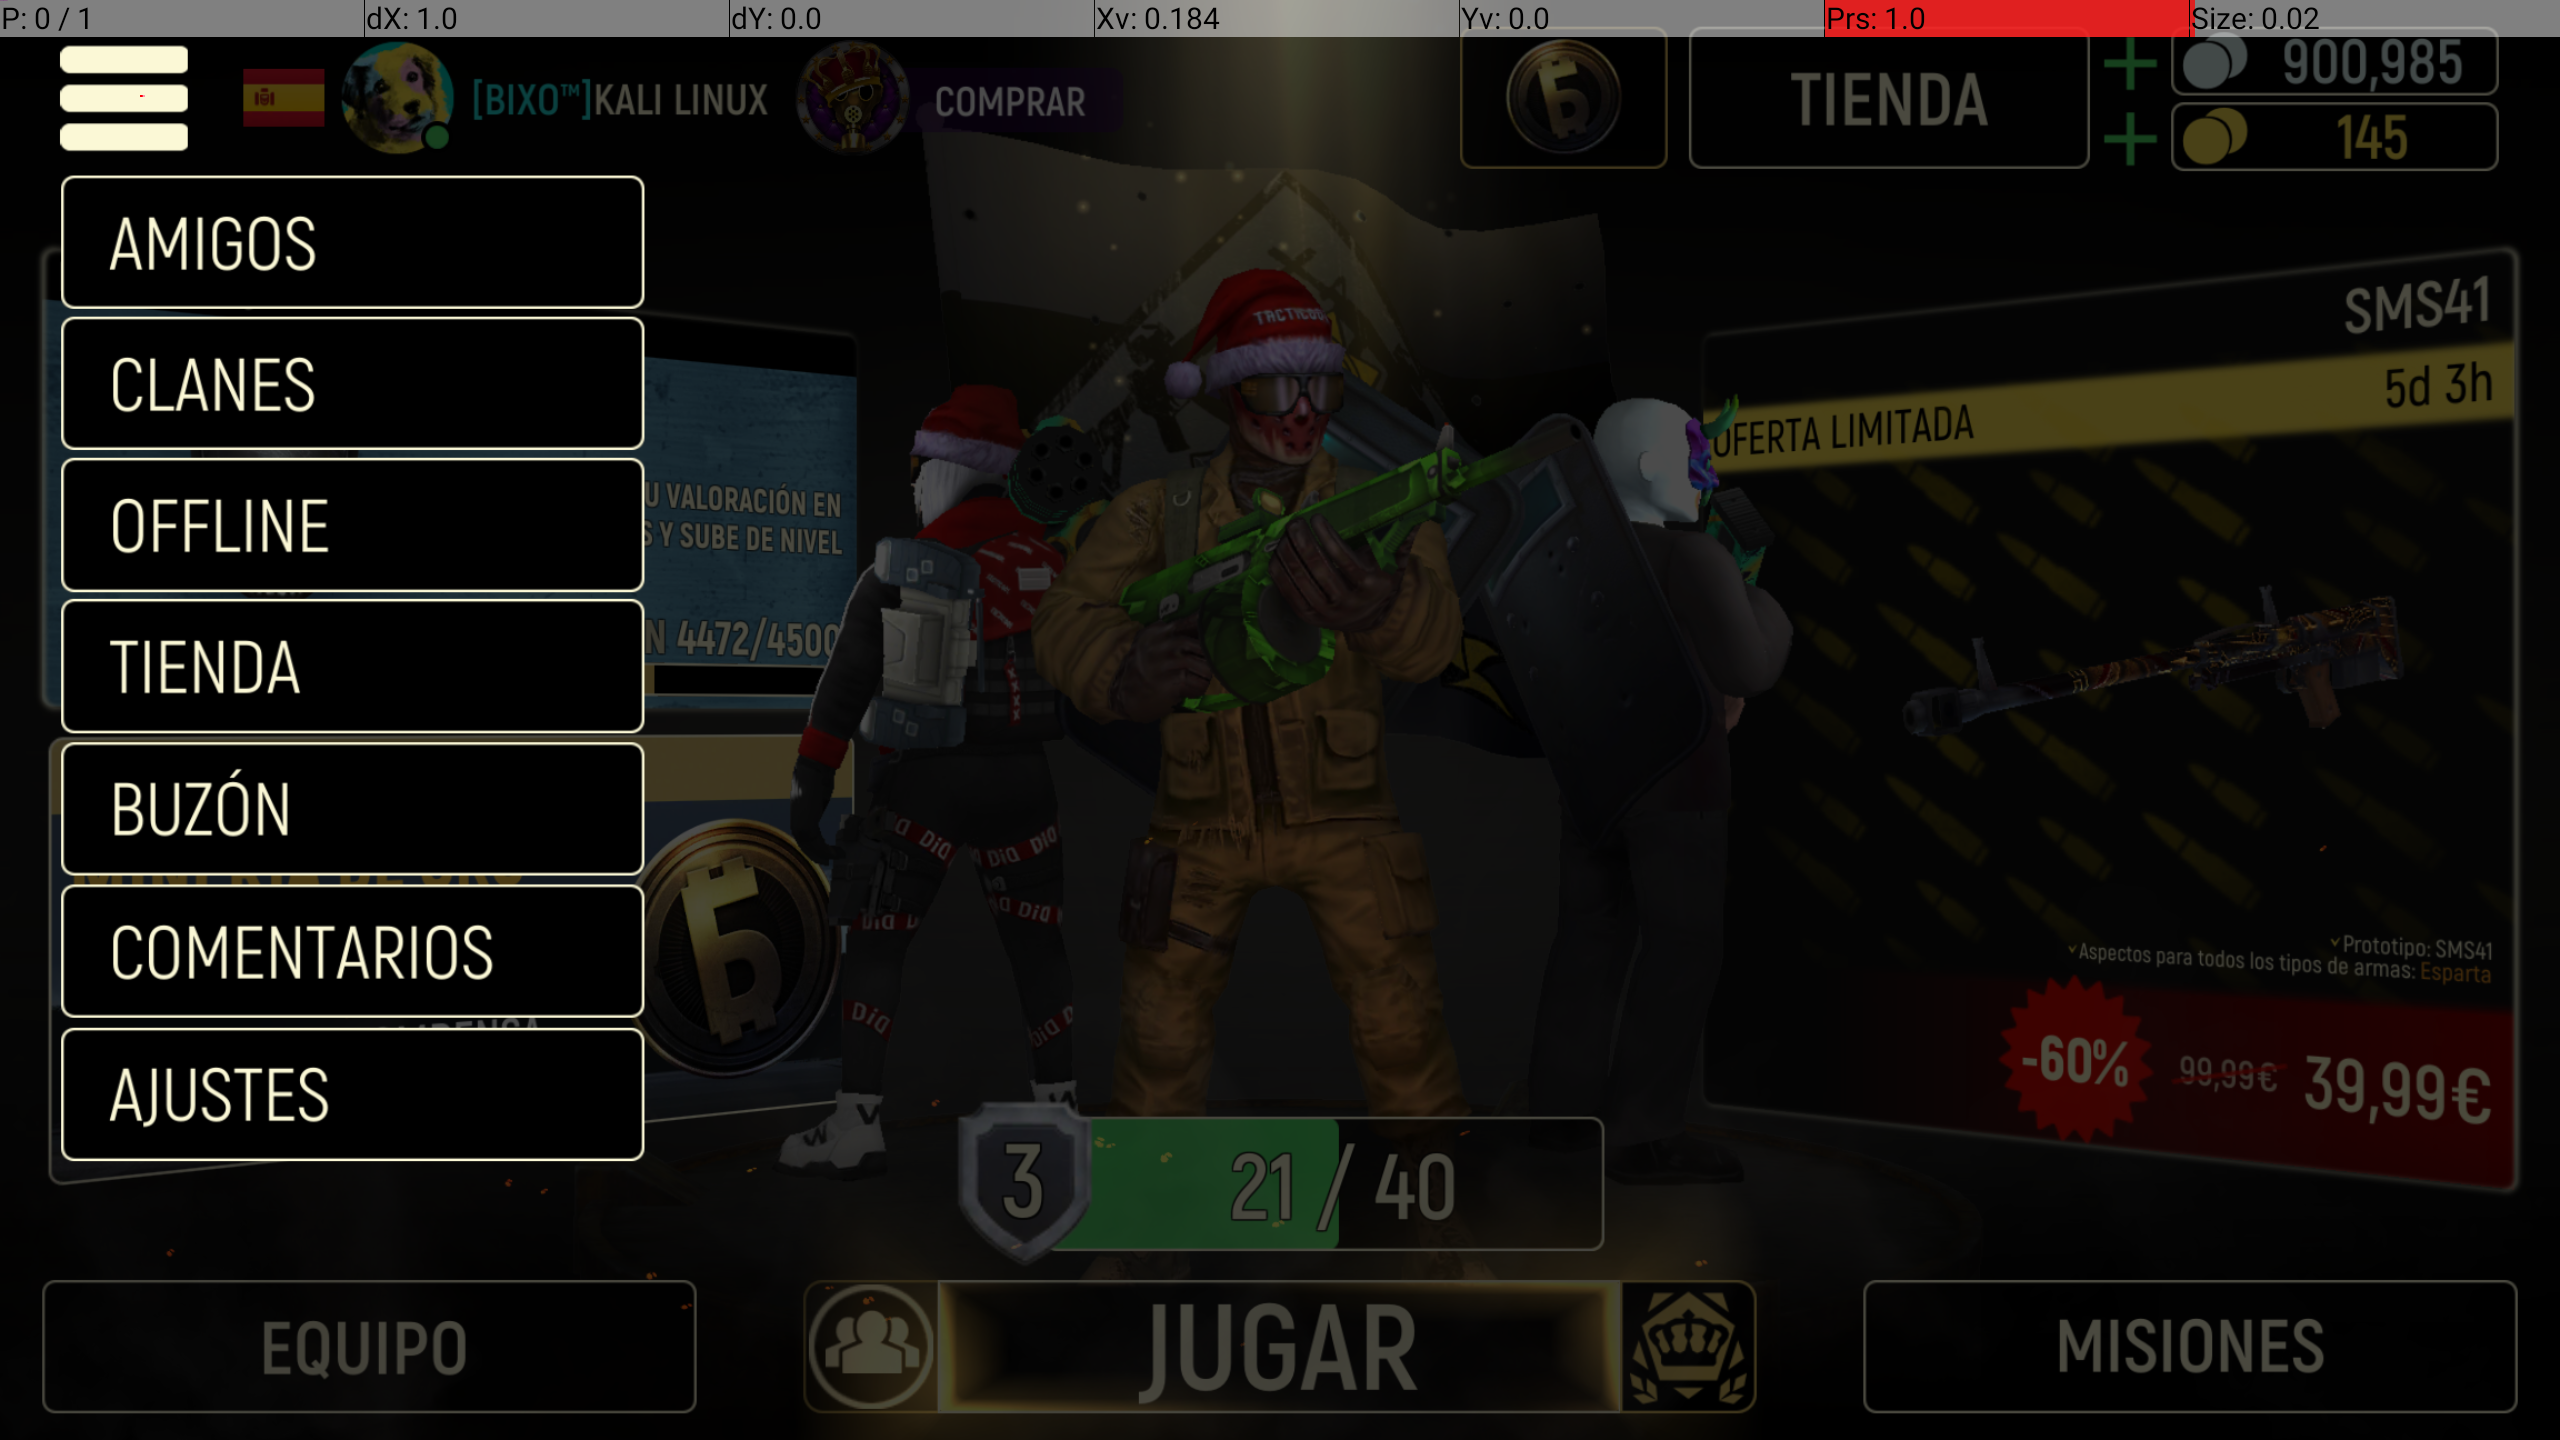 P: 0 / 1 dX: 1.0 dY: 0.0 Xv: 0.184 Yv: 0.0 Prs: 1.0 Size: 0.02
[BIXO™]KALI LINUX
COMPRAR
TIENDA
900,985
145
AMIGOS
CLANES
OFFLINE
TIENDA
BUZÓN
COMENTARIOS
AJUSTES
U VALORACIÓN EN
S Y SUBE DE NIVEL
N 4472/4500
TACTICOOL
SMS41
5d 3h
OFERTA LIMITADA
Prototipo: SMS41
Aspectos para todos los tipos de armas: Esparta
-60%
99,99€
39,99€
3
21 / 40
EQUIPO
JUGAR
MISIONES